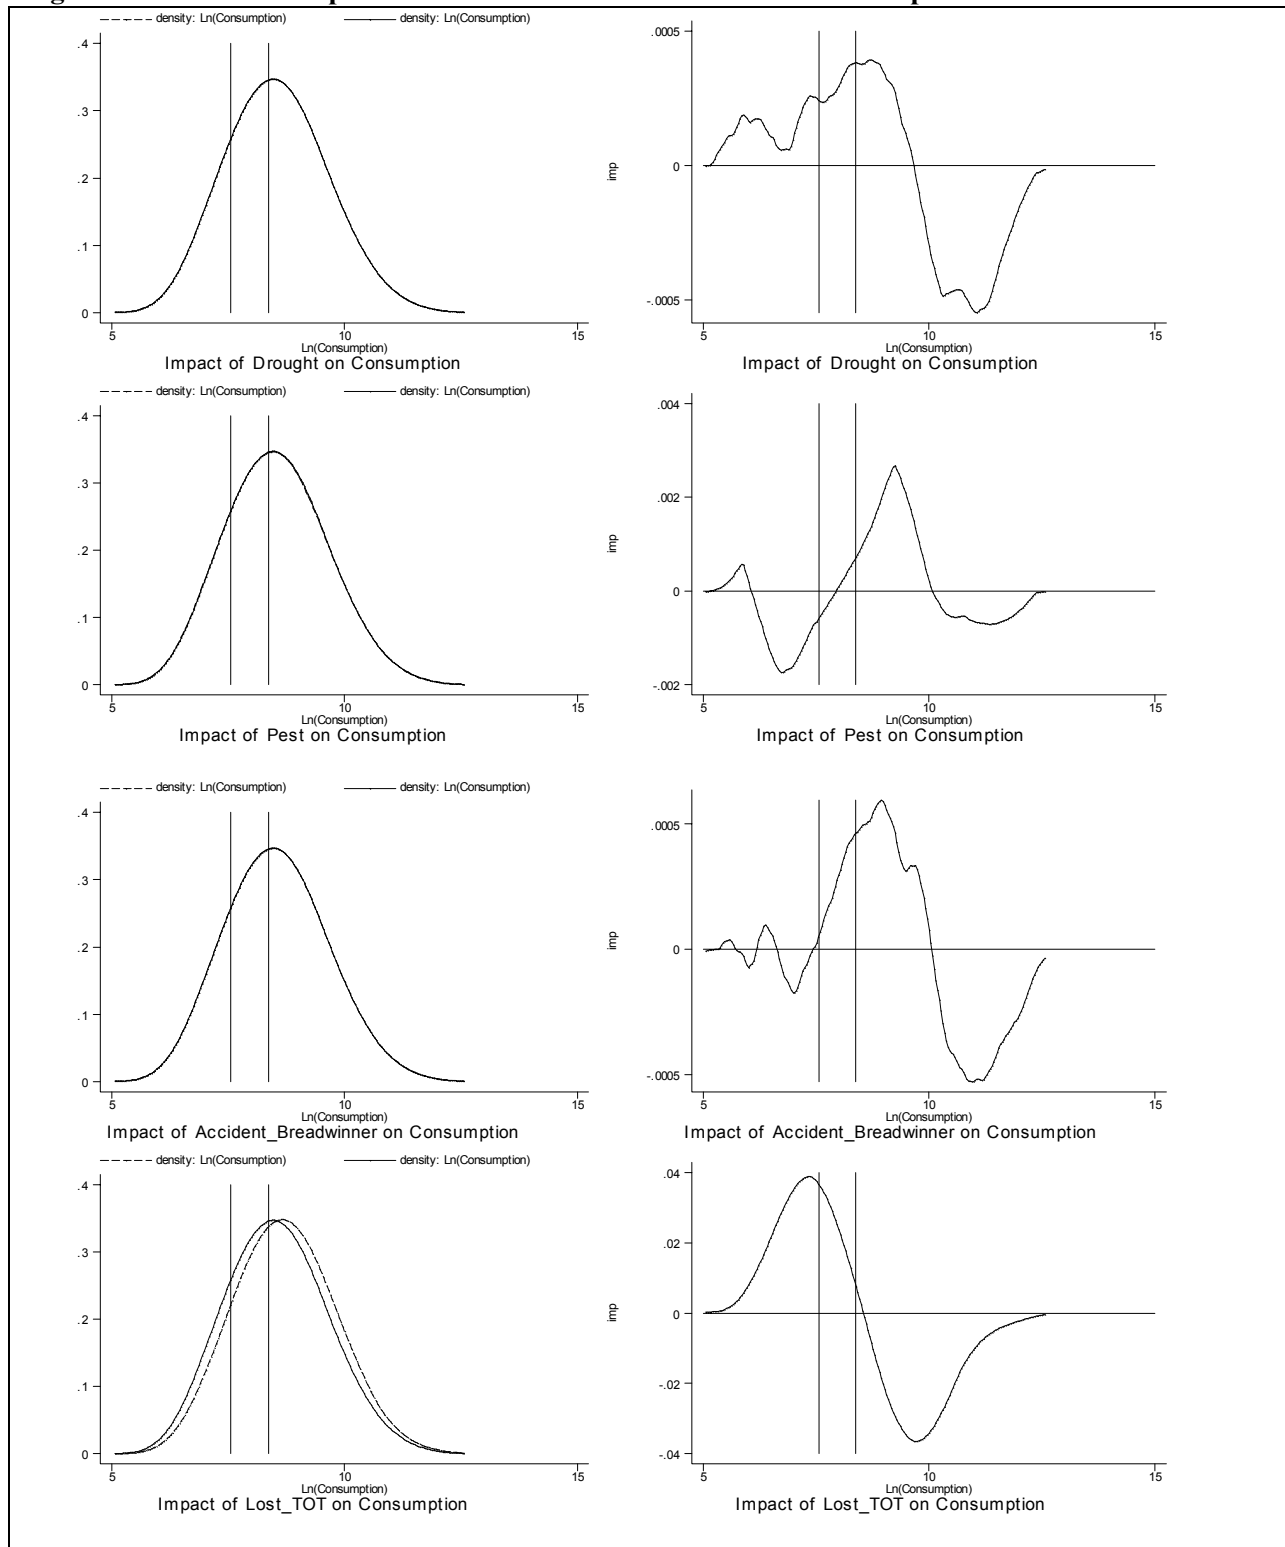 density: Ln(Consumption) density: Ln(Consumption)
.4
.3
.2
.1
0
5 10 15
Ln(Consumption)
Impact of Drought on Consumption
.0005
0
-.0005
imp
5 10 15
Ln(Consumption)
Impact of Drought on Consumption
density: Ln(Consumption) density: Ln(Consumption)
.4
.3
.2
.1
0
5 10 15
Ln(Consumption)
Impact of Pest on Consumption
.004
.002
0
-.002
imp
5 10 15
Ln(Consumption)
Impact of Pest on Consumption
density: Ln(Consumption) density: Ln(Consumption)
.4
.3
.2
.1
0
5 10 15
Ln(Consumption)
Impact of Accident_Breadwinner on Consumption
.0005
0
-.0005
imp
5 10 15
Ln(Consumption)
Impact of Accident_Breadwinner on Consumption
density: Ln(Consumption) density: Ln(Consumption)
.4
.3
.2
.1
0
5 10 15
Ln(Consumption)
Impact of Lost_TOT on Consumption
.04
.02
0
-.02
-.04
imp
5 10 15
Ln(Consumption)
Impact of Lost_TOT on Consumption